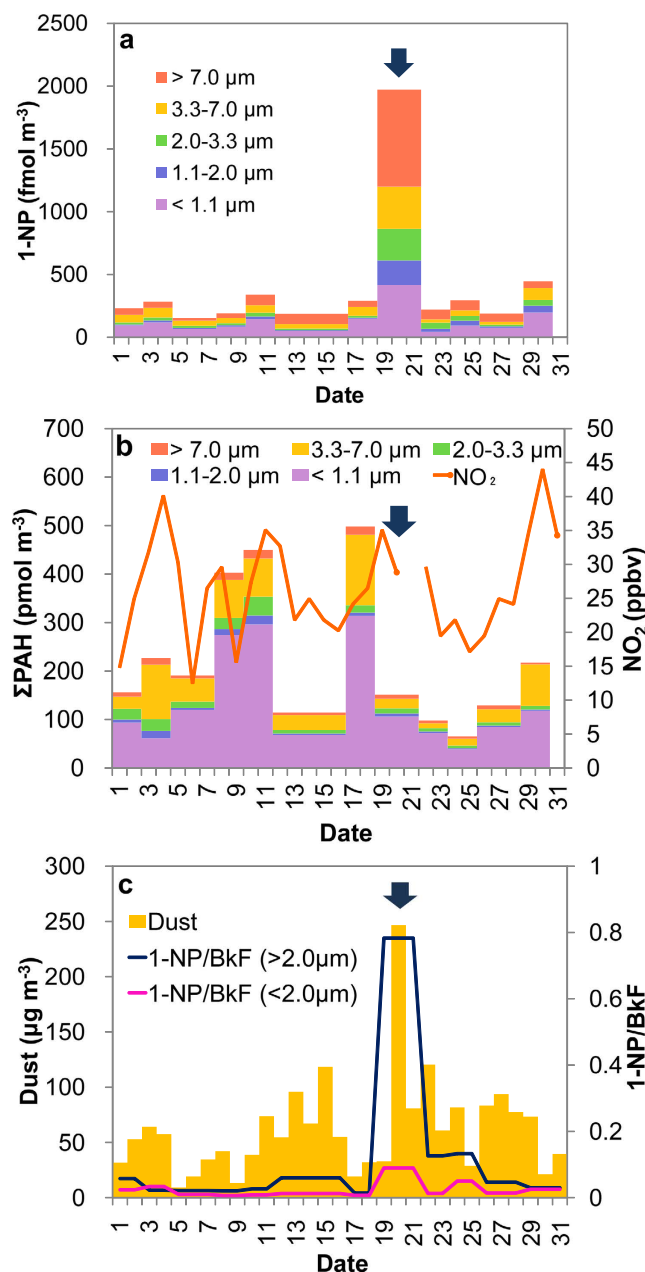 a
2500
2000
1500
1000
500
0
1-NP (fmol m-3)
> 7.0 µm
3.3-7.0 µm
2.0-3.3 µm
1.1-2.0 µm
< 1.1 µm
1 3 5 7 9 11 13 15 17 19 21 23 25 27 29 31
Date
b
700
600
500
400
300
200
100
0
ΣPAH (pmol m-3)
> 7.0 µm 3.3-7.0 µm 2.0-3.3 µm
1.1-2.0 µm < 1.1 µm NO₂
50
45
40
35
30
25
20
15
10
5
0
NO₂ (ppbv)
1 3 5 7 9 11 13 15 17 19 21 23 25 27 29 31
Date
c
300
250
200
150
100
50
0
Dust (µg m-3)
Dust
1-NP/BkF (>2.0µm)
1-NP/BkF (<2.0µm)
1
0.8
0.6
0.4
0.2
0
1-NP/BkF
1 3 5 7 9 11 13 15 17 19 21 23 25 27 29 31
Date